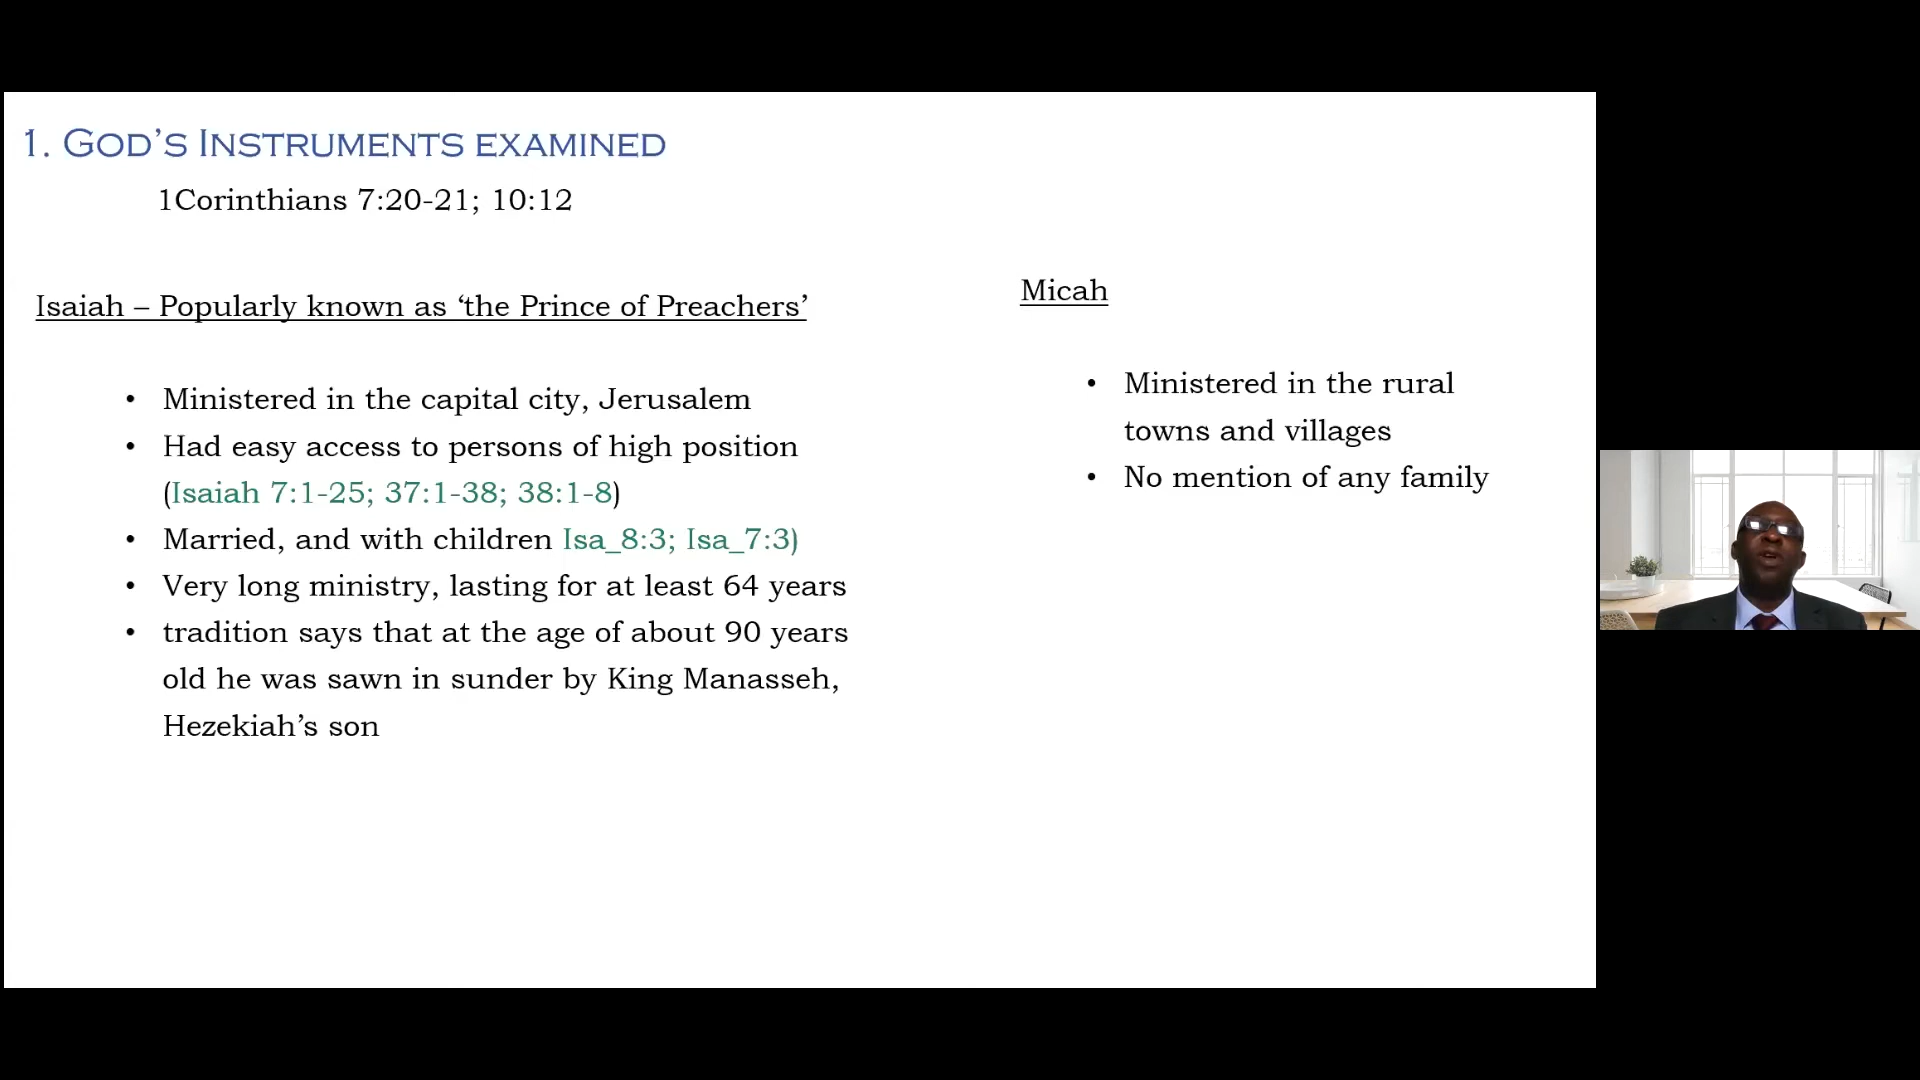 1. God's Instruments examined
1Corinthians 7:20-21; 10:12
Isaiah – Popularly known as ‘the Prince of Preachers’
• Ministered in the capital city, Jerusalem
• Had easy access to persons of high position
(Isaiah 7:1-25; 37:1-38; 38:1-8)
• Married, and with children Isa_8:3; Isa_7:3)
• Very long ministry, lasting for at least 64 years
• tradition says that at the age of about 90 years
old he was sawn in sunder by King Manasseh,
Hezekiah’s son
Micah
• Ministered in the rural
towns and villages
• No mention of any family